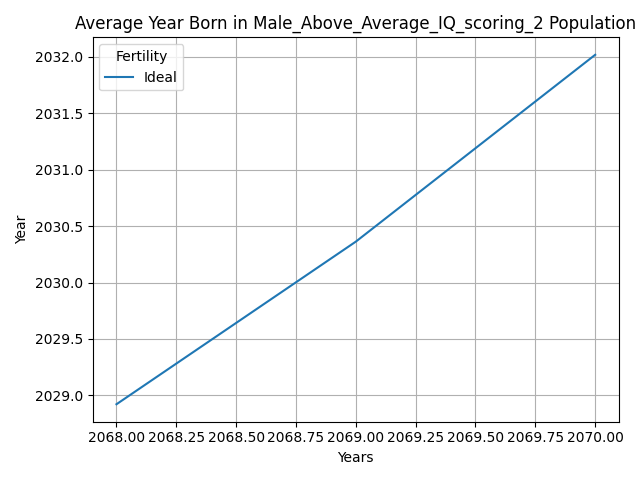 Average Year Born in Male_Above_Average_IQ_scoring_2 Population
Fertility
Ideal
2032.0
2031.5
2031.0
2030.5
2030.0
2029.5
2029.0
Year
2068.00 2068.25 2068.50 2068.75 2069.00 2069.25 2069.50 2069.75 2070.00
Years